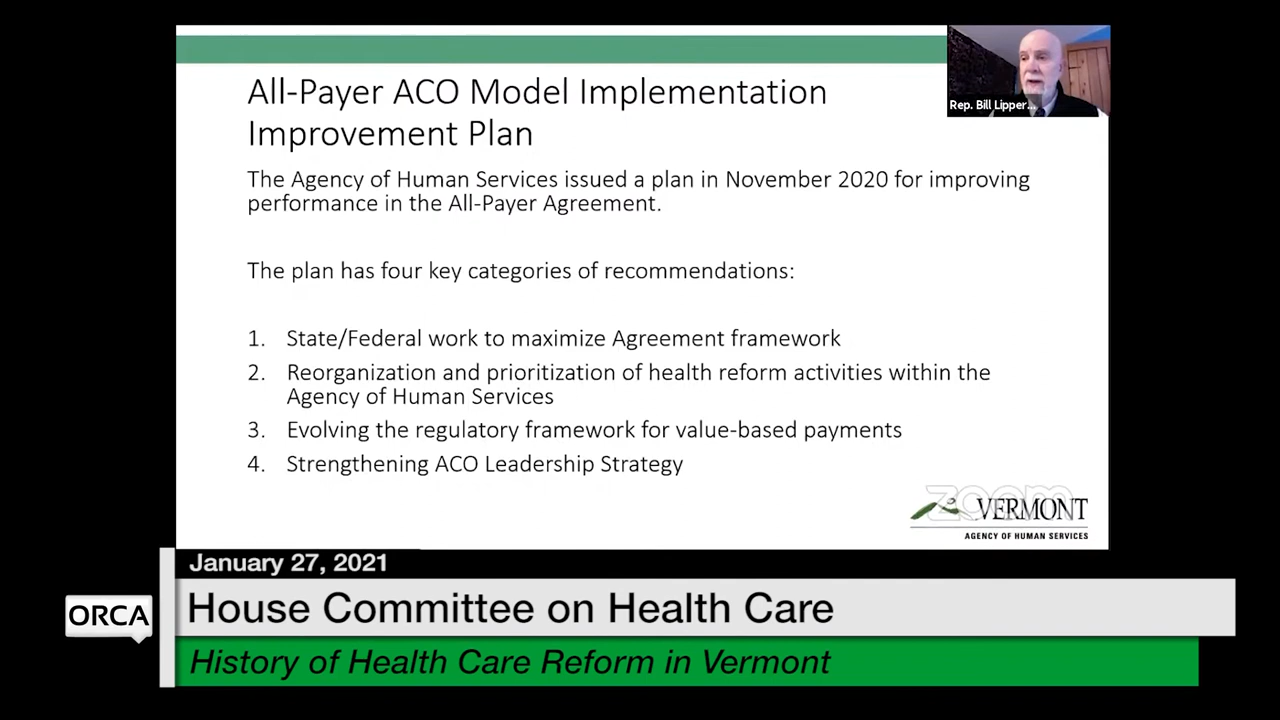 All-Payer ACO Model Implementation
Improvement Plan
Rep. Bill Lipper...
The Agency of Human Services issued a plan in November 2020 for improving
performance in the All-Payer Agreement.
The plan has four key categories of recommendations:
1. State/Federal work to maximize Agreement framework
2. Reorganization and prioritization of health reform activities within the
Agency of Human Services
3. Evolving the regulatory framework for value-based payments
4. Strengthening ACO Leadership Strategy
zoom
VERMONT
AGENCY OF HUMAN SERVICES
January 27, 2021
ORCA
House Committee on Health Care
History of Health Care Reform in Vermont